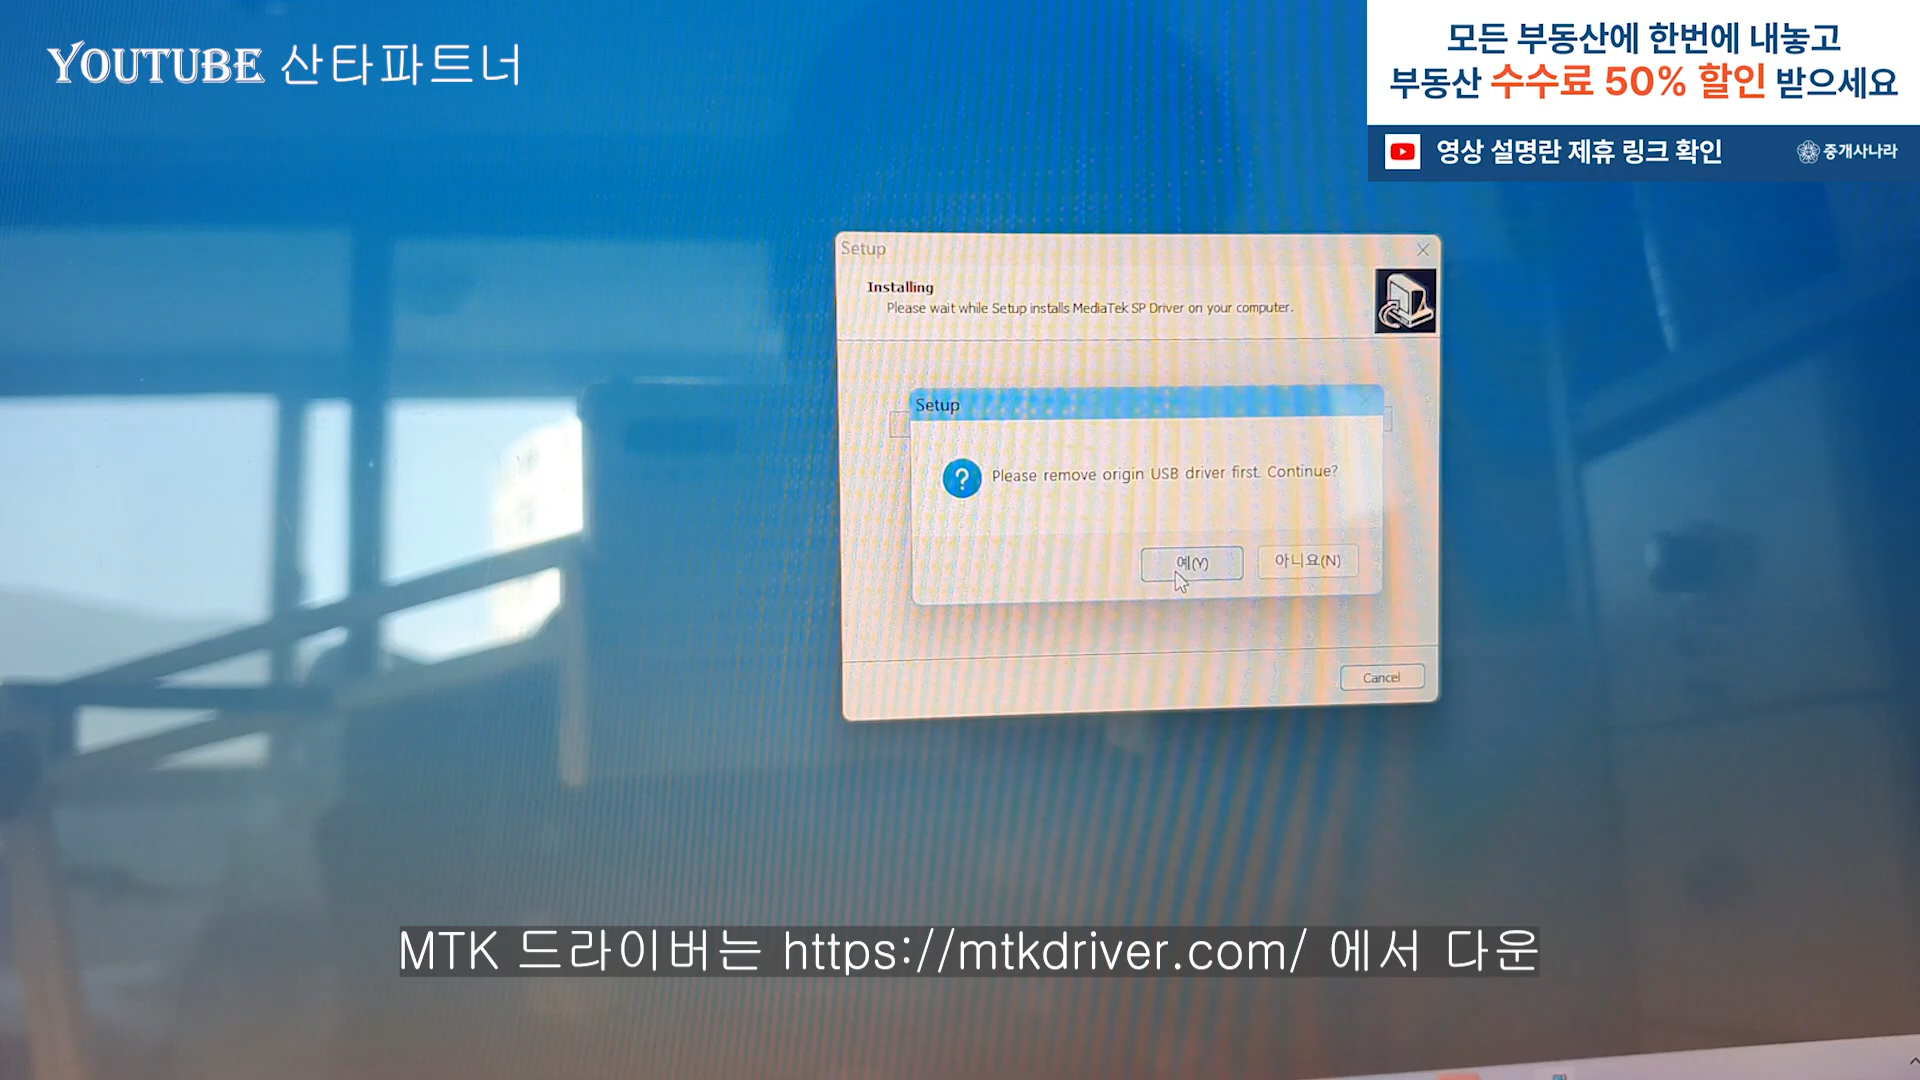 YOUTUBE 산타파트너
모든 부동산에 한번에 내놓고
부동산 수수료 50% 할인 받으세요
영상 설명란 제휴 링크 확인
중개사나라
Setup
Installing
Please wait while Setup installs MediaTek SP Driver on your computer.
Setup
Please remove origin USB driver first. Continue?
예(Y)
아니요(N)
Cancel
MTK 드라이버는 https://mtkdriver.com/ 에서 다운